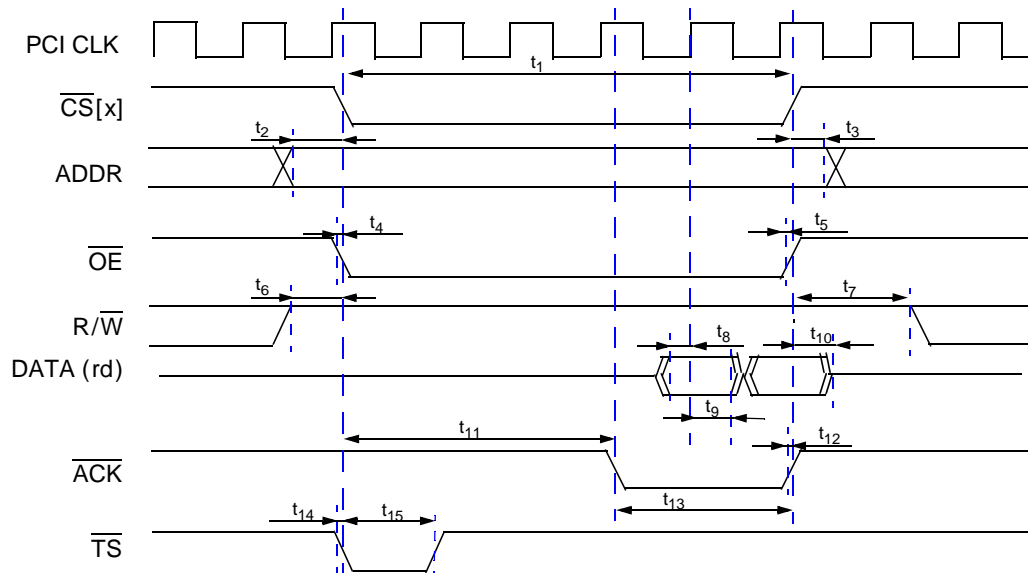 PCI CLK
t1
CS[x]
t2
t3
ADDR
t4
t5
OE
t6
t7
R/W
t8
t10
DATA (rd)
t9
t11
t12
ACK
t13
t14
t15
TS